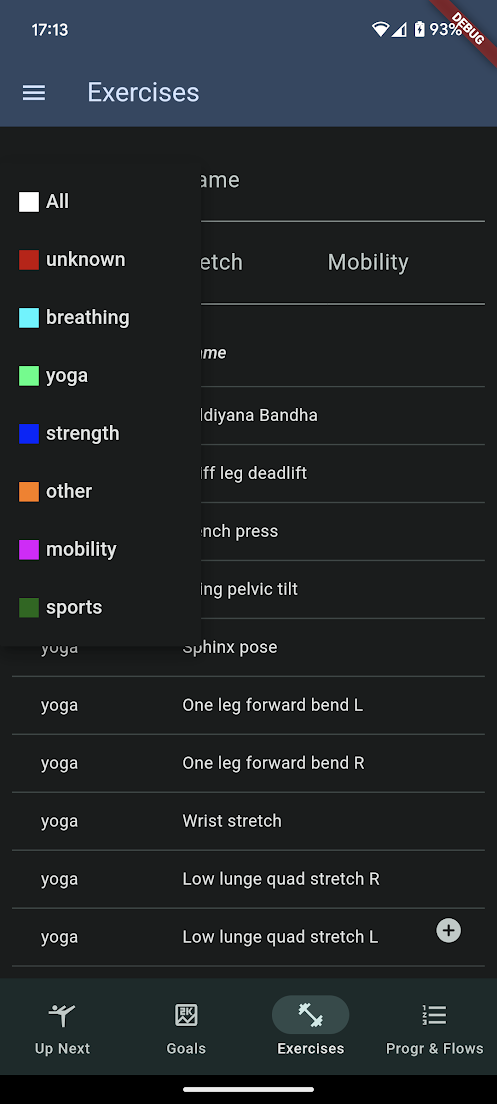 17:13
93%
DEBUG
Exercises
All
ame
unknown
etch Mobility
breathing
me
yoga
ddiyana Bandha
strength
iff leg deadlift
other
ench press
mobility
ing pelvic tilt
sports
yoga Sphinx pose
yoga One leg forward bend L
yoga One leg forward bend R
yoga Wrist stretch
yoga Low lunge quad stretch R
yoga Low lunge quad stretch L
Up Next Goals Exercises Progr & Flows